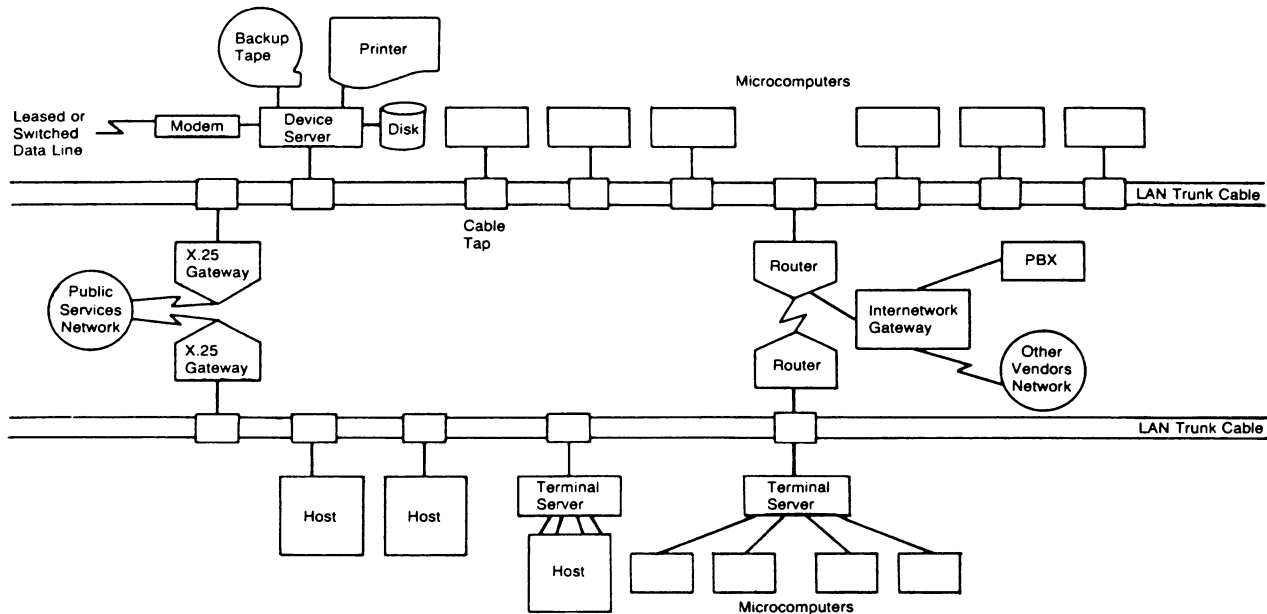 Backup
Tape
Printer
Microcomputers
Leased or
Switched
Data Line
Modem
Device
Server
Disk
LAN Trunk Cable
Cable
Tap
X.25
Gateway
Router
PBX
Public
Services
Network
Internetwork
Gateway
X.25
Gateway
Router
Other
Vendors
Network
LAN Trunk Cable
Host
Host
Terminal
Server
Terminal
Server
Host
Microcomputers